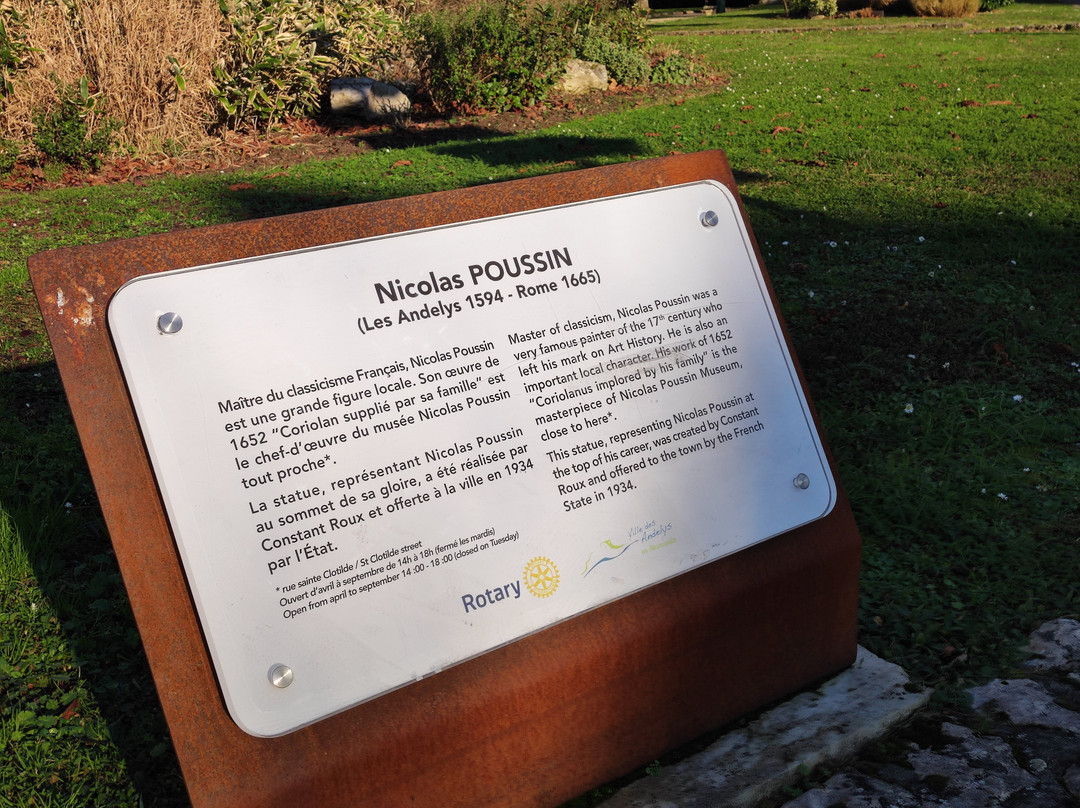 Nicolas POUSSIN
(Les Andelys 1594 - Rome 1665)
Maître du classicisme Français, Nicolas Poussin
est une grande figure locale. Son œuvre de
1652 “Coriolan supplié par sa famille” est
le chef-d’œuvre du musée Nicolas Poussin
tout proche*.
La statue, représentant Nicolas Poussin
au sommet de sa gloire, a été réalisée par
Constant Roux et offerte à la ville en 1934
par l’État.
* rue sainte Clotilde / St Clotilde street
Ouvert d’avril à septembre de 14h à 18h (fermé les mardis)
Open from april to september 14 :00 - 18 :00 (closed on Tuesday)
Master of classicism, Nicolas Poussin was a
very famous painter of the 17th century who
left his mark on Art History. He is also an
important local character. His work of 1652
“Coriolanus implored by his family” is the
masterpiece of Nicolas Poussin Museum,
close to here*.
This statue, representing Nicolas Poussin at
the top of his career, was created by Constant
Roux and offered to the town by the French
State in 1934.
Rotary
Ville des
Andelys